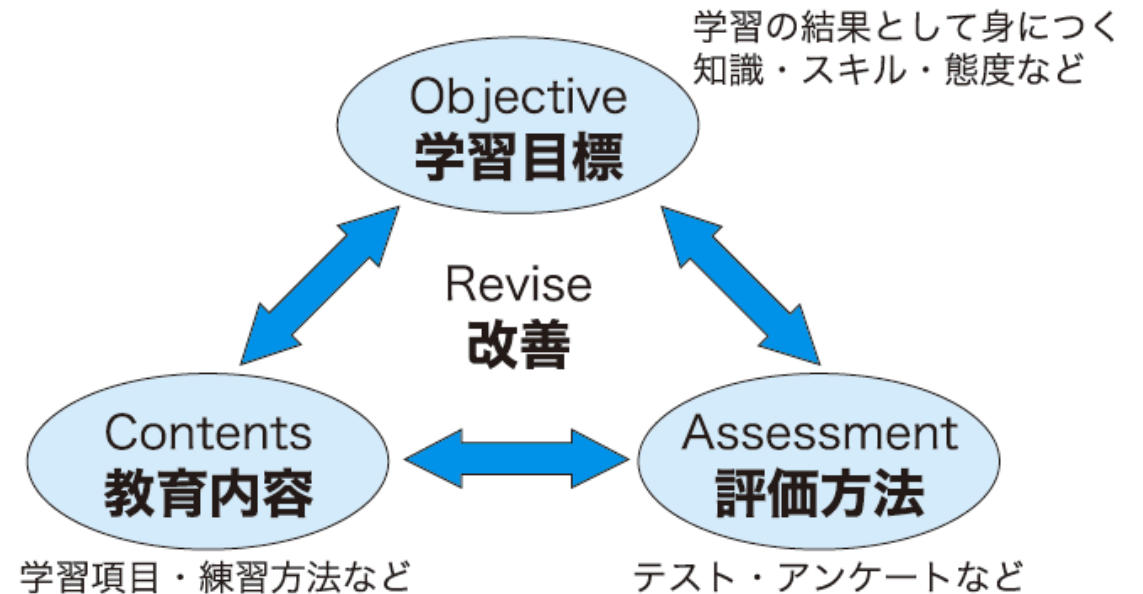 学習の結果として身につく
知識・スキル・態度など
Objective
学習目標
Revise
改善
Contents
教育内容
学習項目・練習方法など
Assessment
評価方法
テスト・アンケートなど